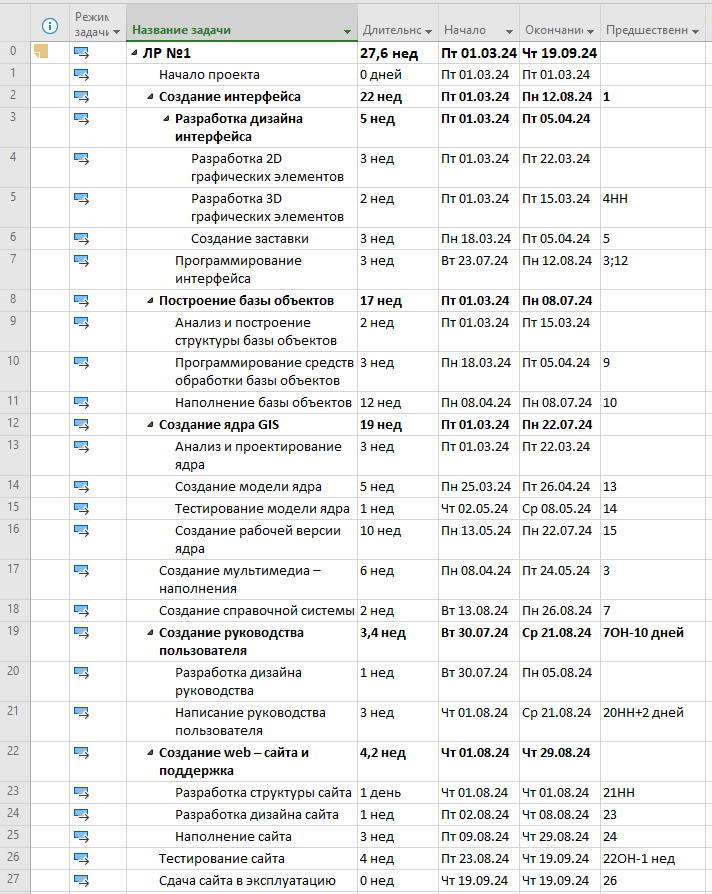 Режим задачи Название задачи Длительнс Начало Окончани Предшественн
0 ЛР №1 27,6 нед Пт 01.03.24 Чт 19.09.24
1 Начало проекта 0 дней Пт 01.03.24 Пт 01.03.24
2 Создание интерфейса 22 нед Пт 01.03.24 Пн 12.08.24 1
3 Разработка дизайна 5 нед Пт 01.03.24 Пт 05.04.24
интерфейса
4 Разработка 2D 3 нед Пт 01.03.24 Пт 22.03.24
графических элементов
5 Разработка 3D 2 нед Пт 01.03.24 Пт 15.03.24 4НН
графических элементов
6 Создание заставки 3 нед Пн 18.03.24 Пт 05.04.24 5
7 Программирование 3 нед Вт 23.07.24 Пн 12.08.24 3;12
интерфейса
8 Построение базы объектов 17 нед Пт 01.03.24 Пн 08.07.24
9 Анализ и построение 2 нед Пт 01.03.24 Пт 15.03.24
структуры базы объектов
10 Программирование средств 3 нед Пн 18.03.24 Пт 05.04.24 9
обработки базы объектов
11 Наполнение базы объектов 12 нед Пн 08.04.24 Пн 08.07.24 10
12 Создание ядра GIS 19 нед Пт 01.03.24 Пн 22.07.24
13 Анализ и проектирование 3 нед Пт 01.03.24 Пт 22.03.24
ядра
14 Создание модели ядра 5 нед Пн 25.03.24 Пт 26.04.24 13
15 Тестирование модели ядра 1 нед Чт 02.05.24 Ср 08.05.24 14
16 Создание рабочей версии 10 нед Пн 13.05.24 Пн 22.07.24 15
ядра
17 Создание мультимедиа – 6 нед Пн 08.04.24 Пт 24.05.24 3
наполнения
18 Создание справочной системы 2 нед Вт 13.08.24 Пн 26.08.24 7
19 Создание руководства 3,4 нед Вт 30.07.24 Ср 21.08.24 7ОН-10 дней
пользователя
20 Разработка дизайна 1 нед Вт 30.07.24 Пн 05.08.24
руководства
21 Написание руководства 3 нед Чт 01.08.24 Ср 21.08.24 20НН+2 дней
пользователя
22 Создание web – сайта и 4,2 нед Чт 01.08.24 Чт 29.08.24
поддержка
23 Разработка структуры сайта 1 день Чт 01.08.24 Чт 01.08.24 21НН
24 Разработка дизайна сайта 1 нед Пт 02.08.24 Чт 08.08.24 23
25 Наполнение сайта 3 нед Пт 09.08.24 Чт 29.08.24 24
26 Тестирование сайта 4 нед Пт 23.08.24 Чт 19.09.24 22ОН-1 нед
27 Сдача сайта в эксплуатацию 0 нед Чт 19.09.24 Чт 19.09.24 26